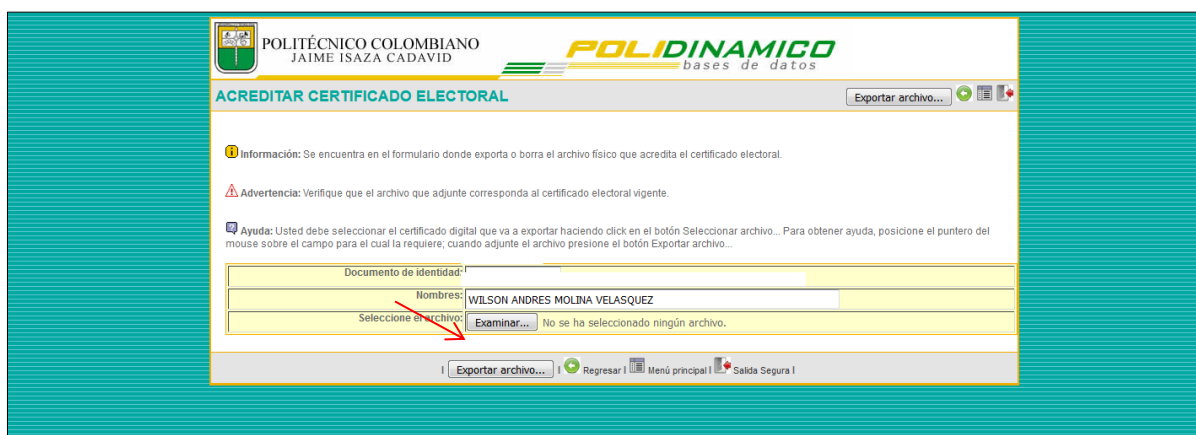 POLITÉCNICO COLOMBIANO
JAIME ISAZA CADAVID
POLIDINAMICO
bases de datos
ACREDITAR CERTIFICADO ELECTORAL
Exportar archivo...
Información: Se encuentra en el formulario donde exporta o borra el archivo físico que acredita el certificado electoral.
Advertencia: Verifique que el archivo que adjunte corresponda al certificado electoral vigente.
Ayuda: Usted debe seleccionar el certificado digital que va a exportar haciendo click en el botón Seleccionar archivo... Para obtener ayuda, posicione el puntero del
mouse sobre el campo para el cual la requiere; cuando adjunte el archivo presione el botón Exportar archivo...
Documento de identidad:
Nombres: WILSON ANDRES MOLINA VELASQUEZ
Seleccione el archivo: Examinar... No se ha seleccionado ningún archivo.
I Exportar archivo... I Regresar I Menú principal I Salida Segura I